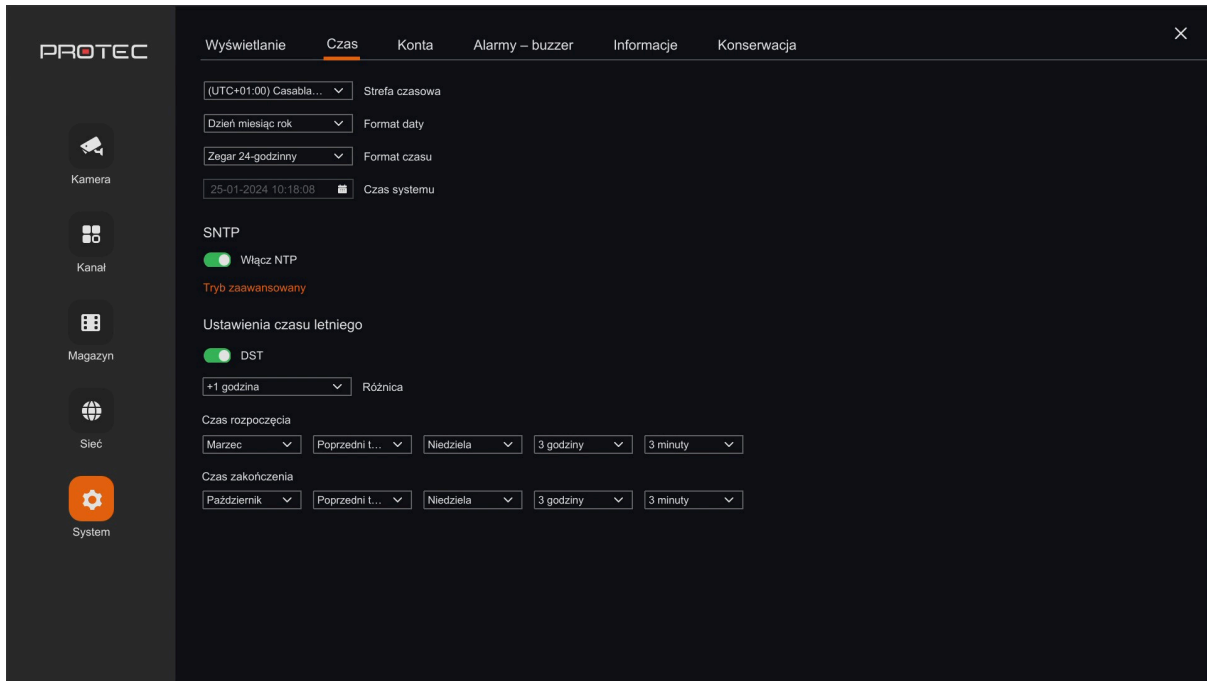 PROTEC
Wyświetlanie Czas Konta Alarmy – buzzer Informacje Konserwacja
(UTC+01:00) Casabla... Strefa czasowa
Dzień miesiąc rok Format daty
Zegar 24-godzinny Format czasu
25-01-2024 10:18:08 Czas systemu
SNTP
Włącz NTP
Tryb zaawansowany
Ustawienia czasu letniego
DST
+1 godzina Różnica
Czas rozpoczęcia
Marzec Poprzedni t... Niedziela 3 godziny 3 minuty
Czas zakończenia
Październik Poprzedni t... Niedziela 3 godziny 3 minuty
Kamera
Kanał
Magazyn
Sieć
System